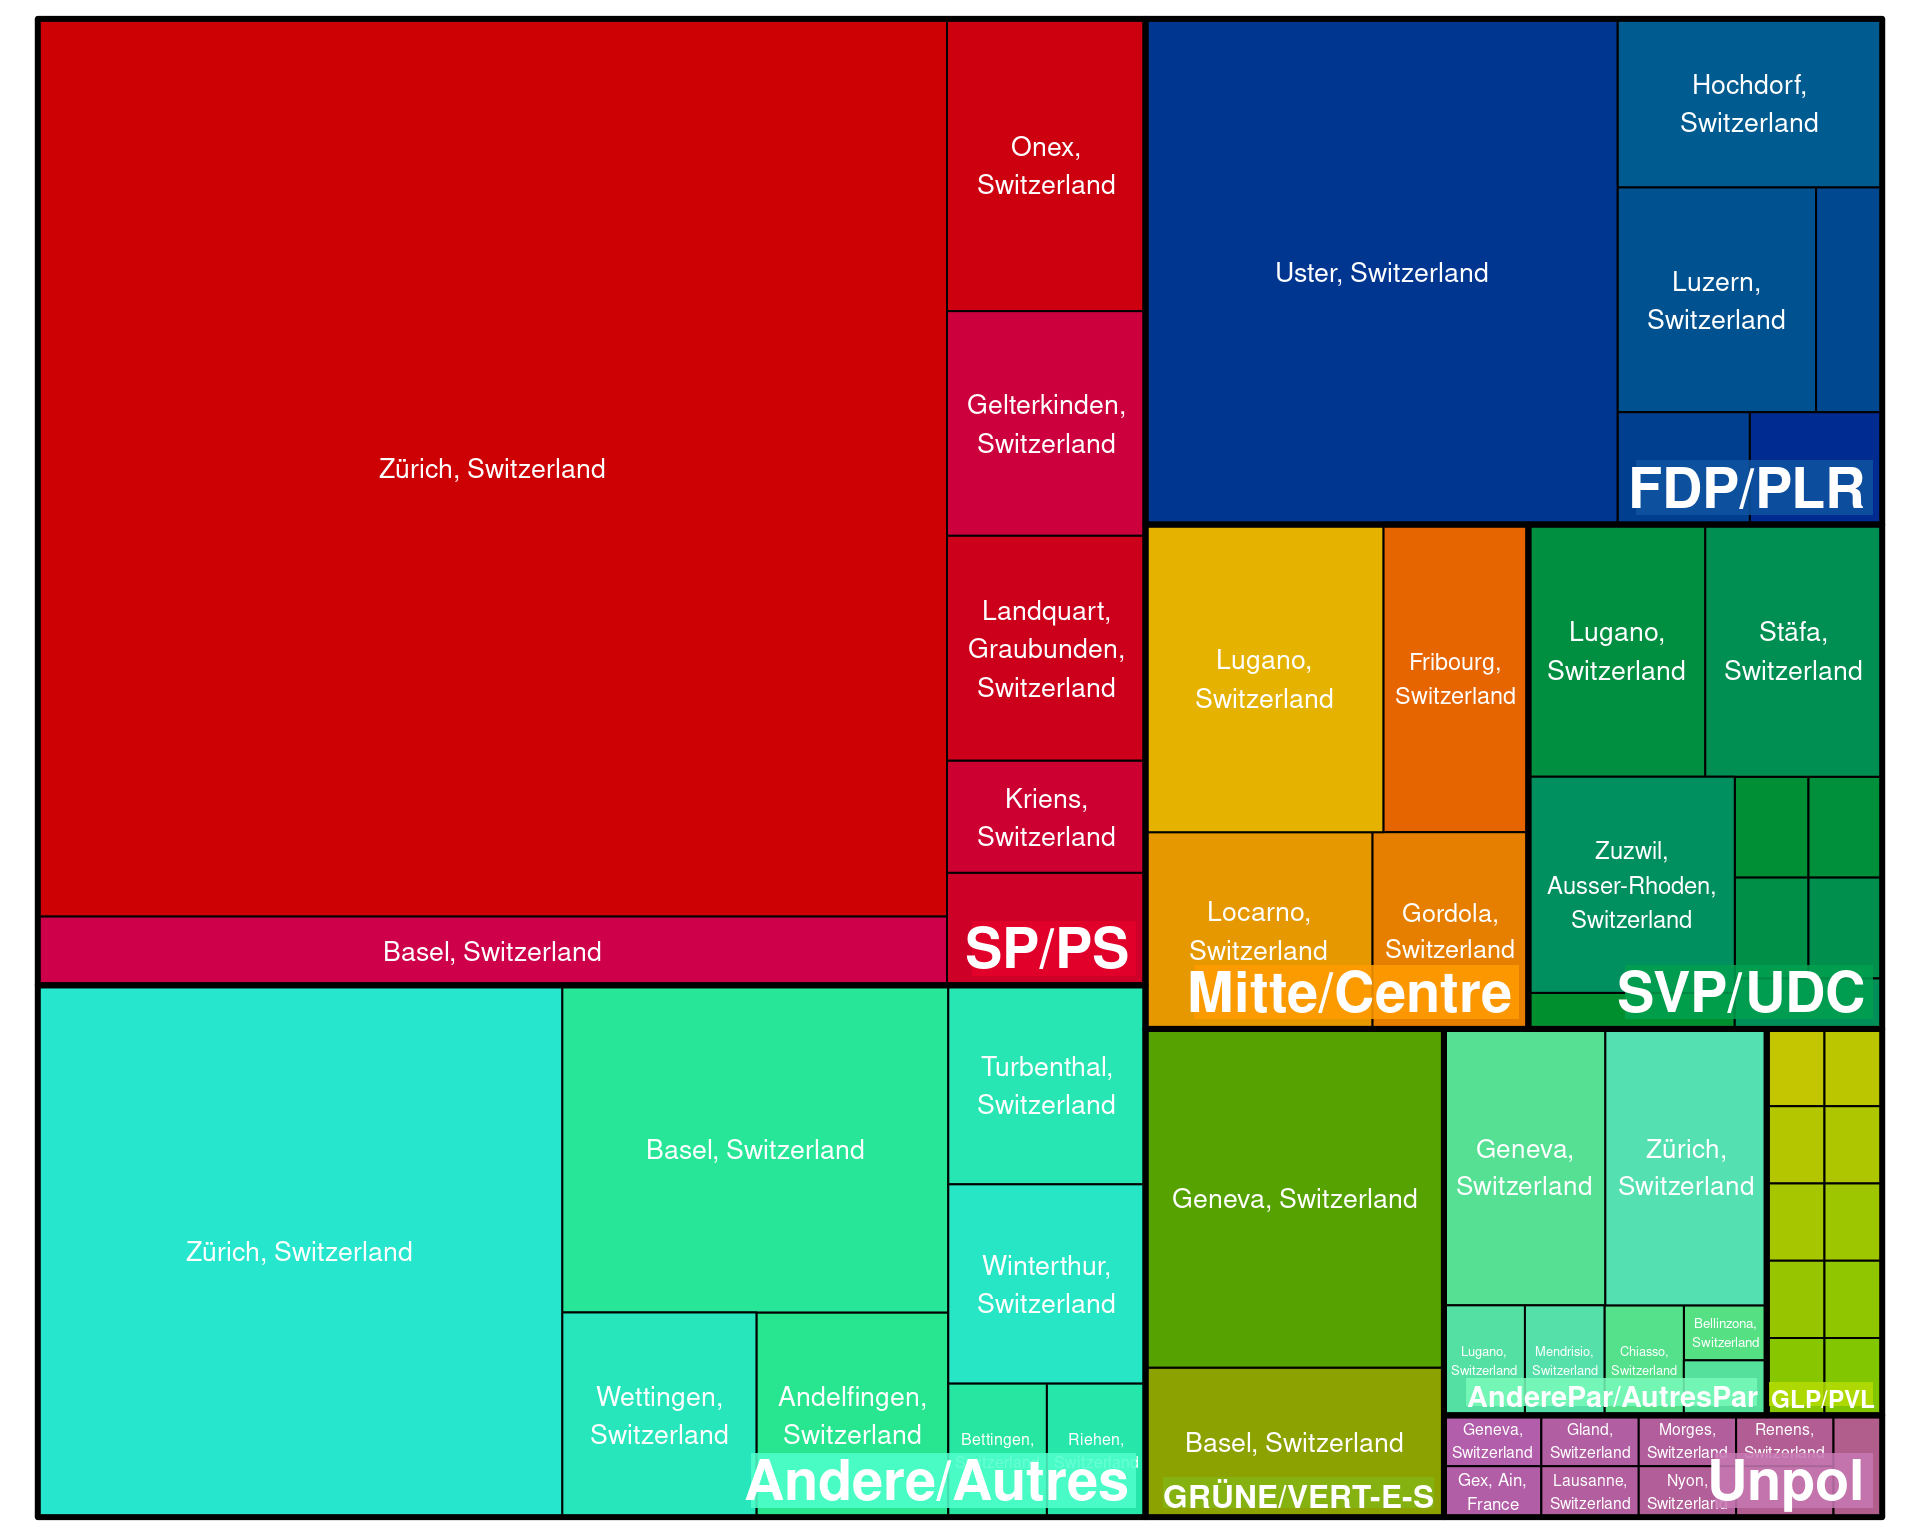 Zürich, Switzerland
Basel, Switzerland
Onex,
Switzerland
Gelterkinden,
Switzerland
Landquart,
Graubunden,
Switzerland
Kriens,
Switzerland
SP/PS
Uster, Switzerland
Hochdorf,
Switzerland
Luzern,
Switzerland
FDP/PLR
Lugano,
Switzerland
Fribourg,
Switzerland
Locarno,
Switzerland
Gordola,
Switzerland
Mitte/Centre
Lugano,
Switzerland
Stäfa,
Switzerland
Zuzwil,
Ausser-Rhoden,
Switzerland
SVP/UDC
Zürich, Switzerland
Basel, Switzerland
Wettingen,
Switzerland
Andelfingen,
Switzerland
Turbenthal,
Switzerland
Winterthur,
Switzerland
Bettingen,
Switzerland
Riehen,
Switzerland
Andere/Autres
Geneva, Switzerland
Basel, Switzerland
GRÜNE/VERT-E-S
Geneva,
Switzerland
Zürich,
Switzerland
Lugano,
Switzerland
Mendrisio,
Switzerland
Chiasso,
Switzerland
Bellinzona,
Switzerland
AnderePar/AutresPar
GLP/PVL
Geneva,
Switzerland
Gland,
Switzerland
Morges,
Switzerland
Renens,
Switzerland
Gex, Ain,
France
Lausanne,
Switzerland
Nyon,
Switzerland
Unpol